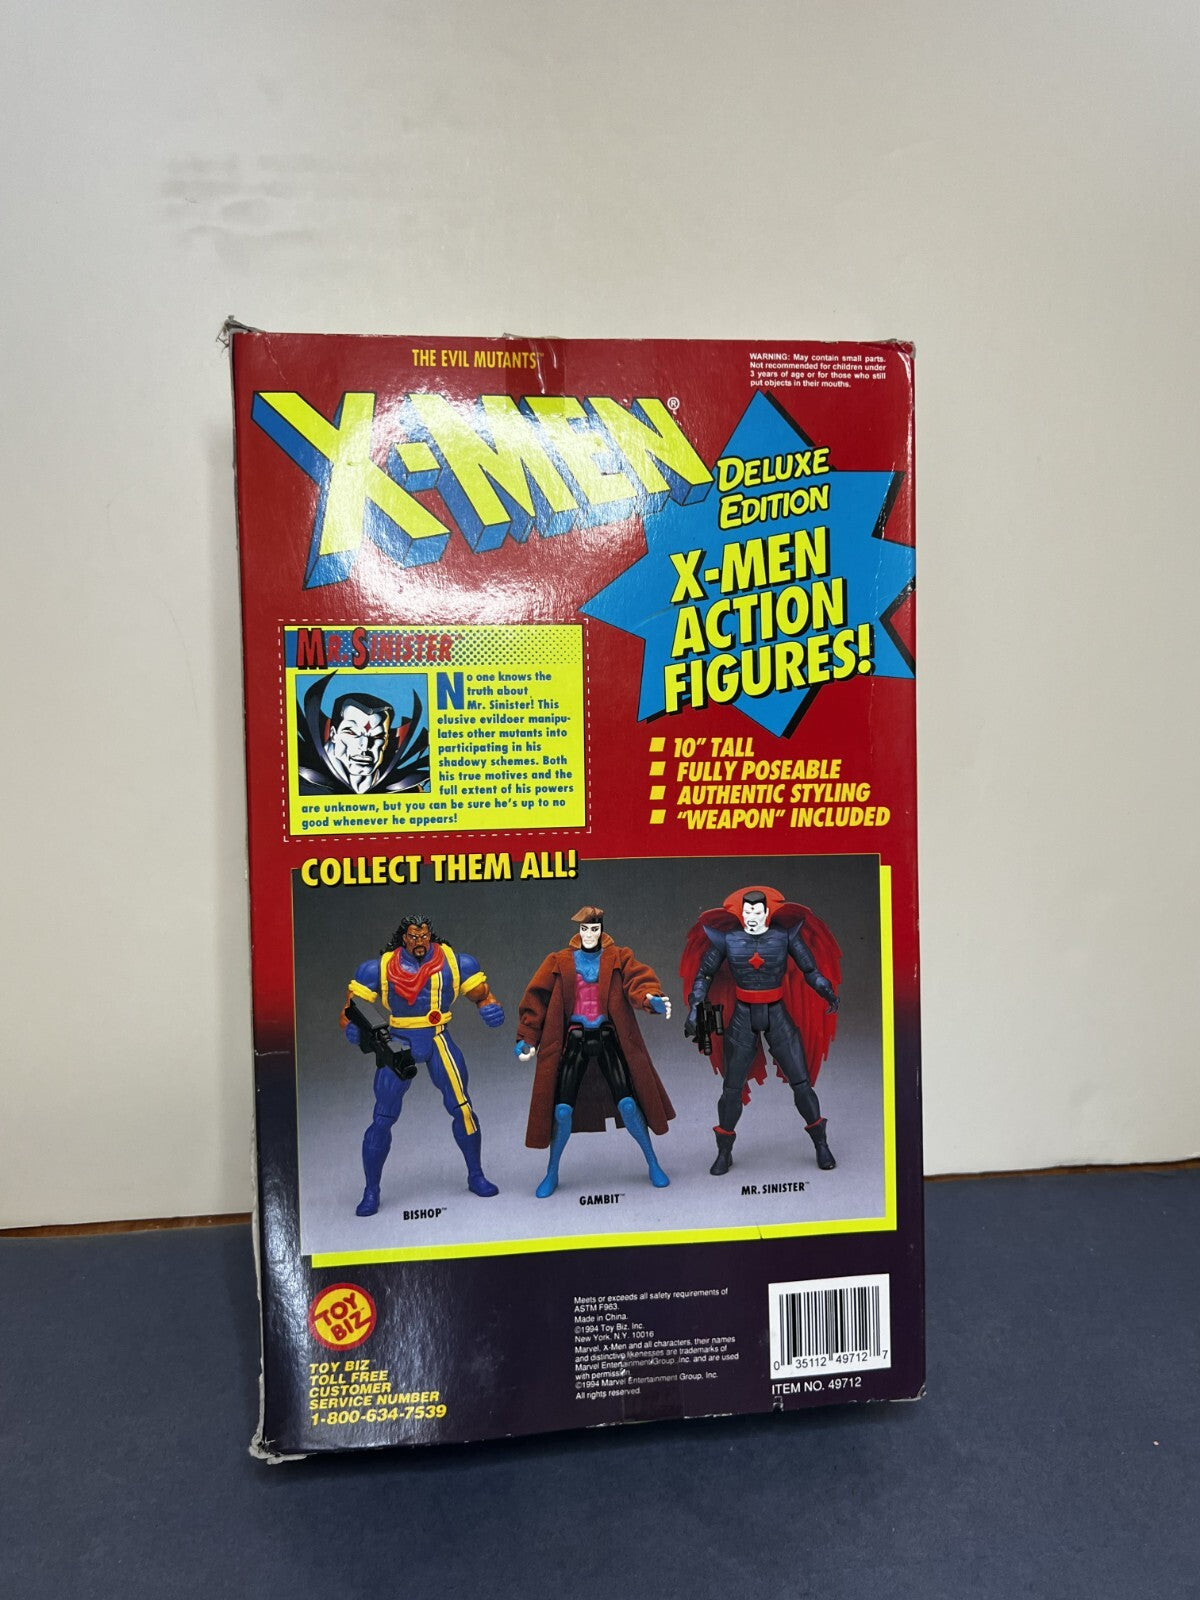 THE EVIL MUTANTS™
WARNING: May contain small parts.
Not recommended for children under
3 years of age or for those who still
put objects in their mouths.
X-MEN®
DELUXE
EDITION
X-MEN
ACTION
FIGURES!
MR. SINISTER™
No one knows the
truth about
Mr. Sinister! This
elusive evildoer manipu-
lates other mutants into
participating in his
shadowy schemes. Both
his true motives and the
full extent of his powers
are unknown, but you can be sure he's up to no
good whenever he appears!
10" TALL
FULLY POSEABLE
AUTHENTIC STYLING
"WEAPON" INCLUDED
COLLECT THEM ALL!
BISHOP™
GAMBIT™
MR. SINISTER™
TOY
BIZ
TOY BIZ
TOLL FREE
CUSTOMER
SERVICE NUMBER
1-800-634-7539
Meets or exceeds all safety requirements of
ASTM F963.
Made in China.
©1994 Toy Biz, Inc.
New York, N.Y. 10016
Marvel, X-Men and all characters, their names
and distinctive likenesses are trademarks of
Marvel Entertainment Group, Inc. and are used
with permission
©1994 Marvel Entertainment Group, Inc.
All rights reserved.
0 35112 49712 7
ITEM NO. 49712